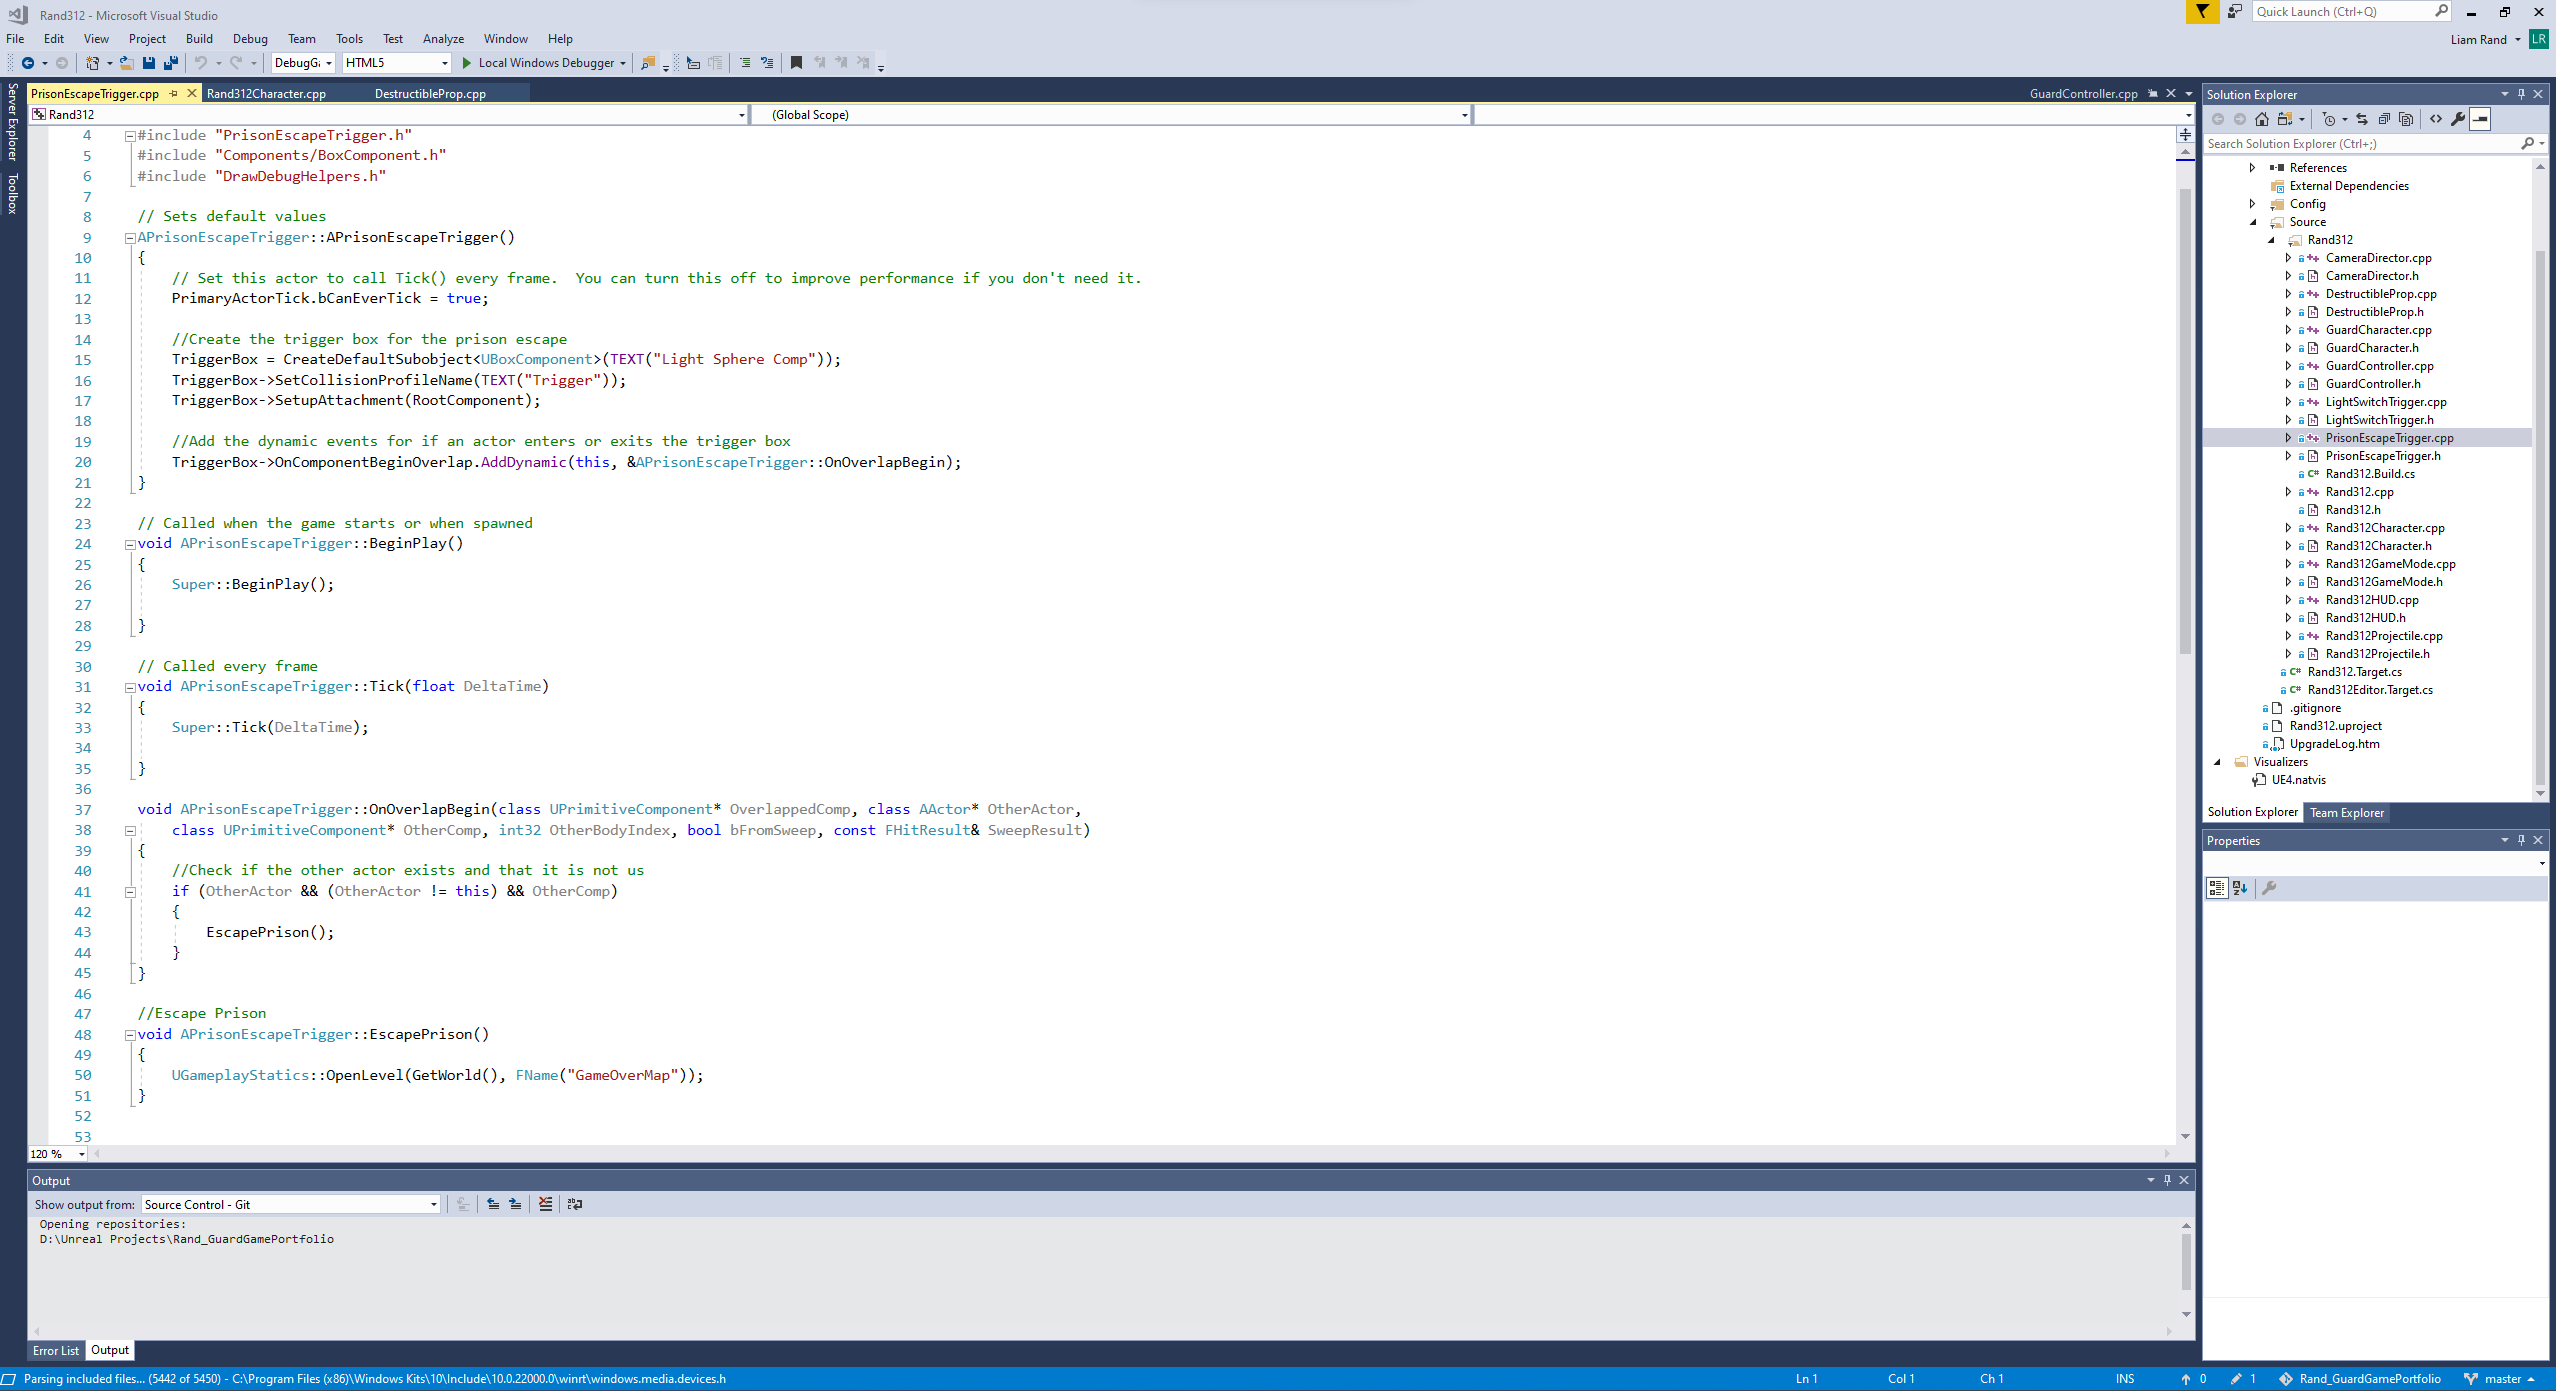 Rand312 - Microsoft Visual Studio
Quick Launch (Ctrl+Q)
File Edit View Project Build Debug Team Tools Test Analyze Window Help
Liam Rand LR
DebugGa HTML5 Local Windows Debugger
Server Explorer
Toolbox
PrisonEscapeTrigger.cpp Rand312Character.cpp DestructibleProp.cpp GuardController.cpp
Rand312 (Global Scope)
4 #include "PrisonEscapeTrigger.h"
5 #include "Components/BoxComponent.h"
6 #include "DrawDebugHelpers.h"
7
8 // Sets default values
9 APrisonEscapeTrigger::APrisonEscapeTrigger()
10 {
11 // Set this actor to call Tick() every frame.  You can turn this off to improve performance if you don't need it.
12 PrimaryActorTick.bCanEverTick = true;
13
14 //Create the trigger box for the prison escape
15 TriggerBox = CreateDefaultSubobject<UBoxComponent>(TEXT("Light Sphere Comp"));
16 TriggerBox->SetCollisionProfileName(TEXT("Trigger"));
17 TriggerBox->SetupAttachment(RootComponent);
18
19 //Add the dynamic events for if an actor enters or exits the trigger box
20 TriggerBox->OnComponentBeginOverlap.AddDynamic(this, &APrisonEscapeTrigger::OnOverlapBegin);
21 }
22
23 // Called when the game starts or when spawned
24 void APrisonEscapeTrigger::BeginPlay()
25 {
26 Super::BeginPlay();
27
28 }
29
30 // Called every frame
31 void APrisonEscapeTrigger::Tick(float DeltaTime)
32 {
33 Super::Tick(DeltaTime);
34
35 }
36
37 void APrisonEscapeTrigger::OnOverlapBegin(class UPrimitiveComponent* OverlappedComp, class AActor* OtherActor,
38 class UPrimitiveComponent* OtherComp, int32 OtherBodyIndex, bool bFromSweep, const FHitResult& SweepResult)
39 {
40 //Check if the other actor exists and that it is not us
41 if (OtherActor && (OtherActor != this) && OtherComp)
42 {
43 EscapePrison();
44 }
45 }
46
47 //Escape Prison
48 void APrisonEscapeTrigger::EscapePrison()
49 {
50 UGameplayStatics::OpenLevel(GetWorld(), FName("GameOverMap"));
51 }
52
53
120 %
Output
Show output from: Source Control - Git
Opening repositories:
D:\Unreal Projects\Rand_GuardGamePortfolio
Error List Output
Solution Explorer
Search Solution Explorer (Ctrl+;)
References
External Dependencies
Config
Source
Rand312
CameraDirector.cpp
CameraDirector.h
DestructibleProp.cpp
DestructibleProp.h
GuardCharacter.cpp
GuardCharacter.h
GuardController.cpp
GuardController.h
LightSwitchTrigger.cpp
LightSwitchTrigger.h
PrisonEscapeTrigger.cpp
PrisonEscapeTrigger.h
Rand312.Build.cs
Rand312.cpp
Rand312.h
Rand312Character.cpp
Rand312Character.h
Rand312GameMode.cpp
Rand312GameMode.h
Rand312HUD.cpp
Rand312HUD.h
Rand312Projectile.cpp
Rand312Projectile.h
Rand312.Target.cs
Rand312Editor.Target.cs
.gitignore
Rand312.uproject
UpgradeLog.htm
Visualizers
UE4.natvis
Solution Explorer Team Explorer
Properties
Parsing included files... (5442 of 5450) - C:\Program Files (x86)\Windows Kits\10\Include\10.0.22000.0\winrt\windows.media.devices.h
Ln 1 Col 1 Ch 1 INS 0 1 Rand_GuardGamePortfolio master